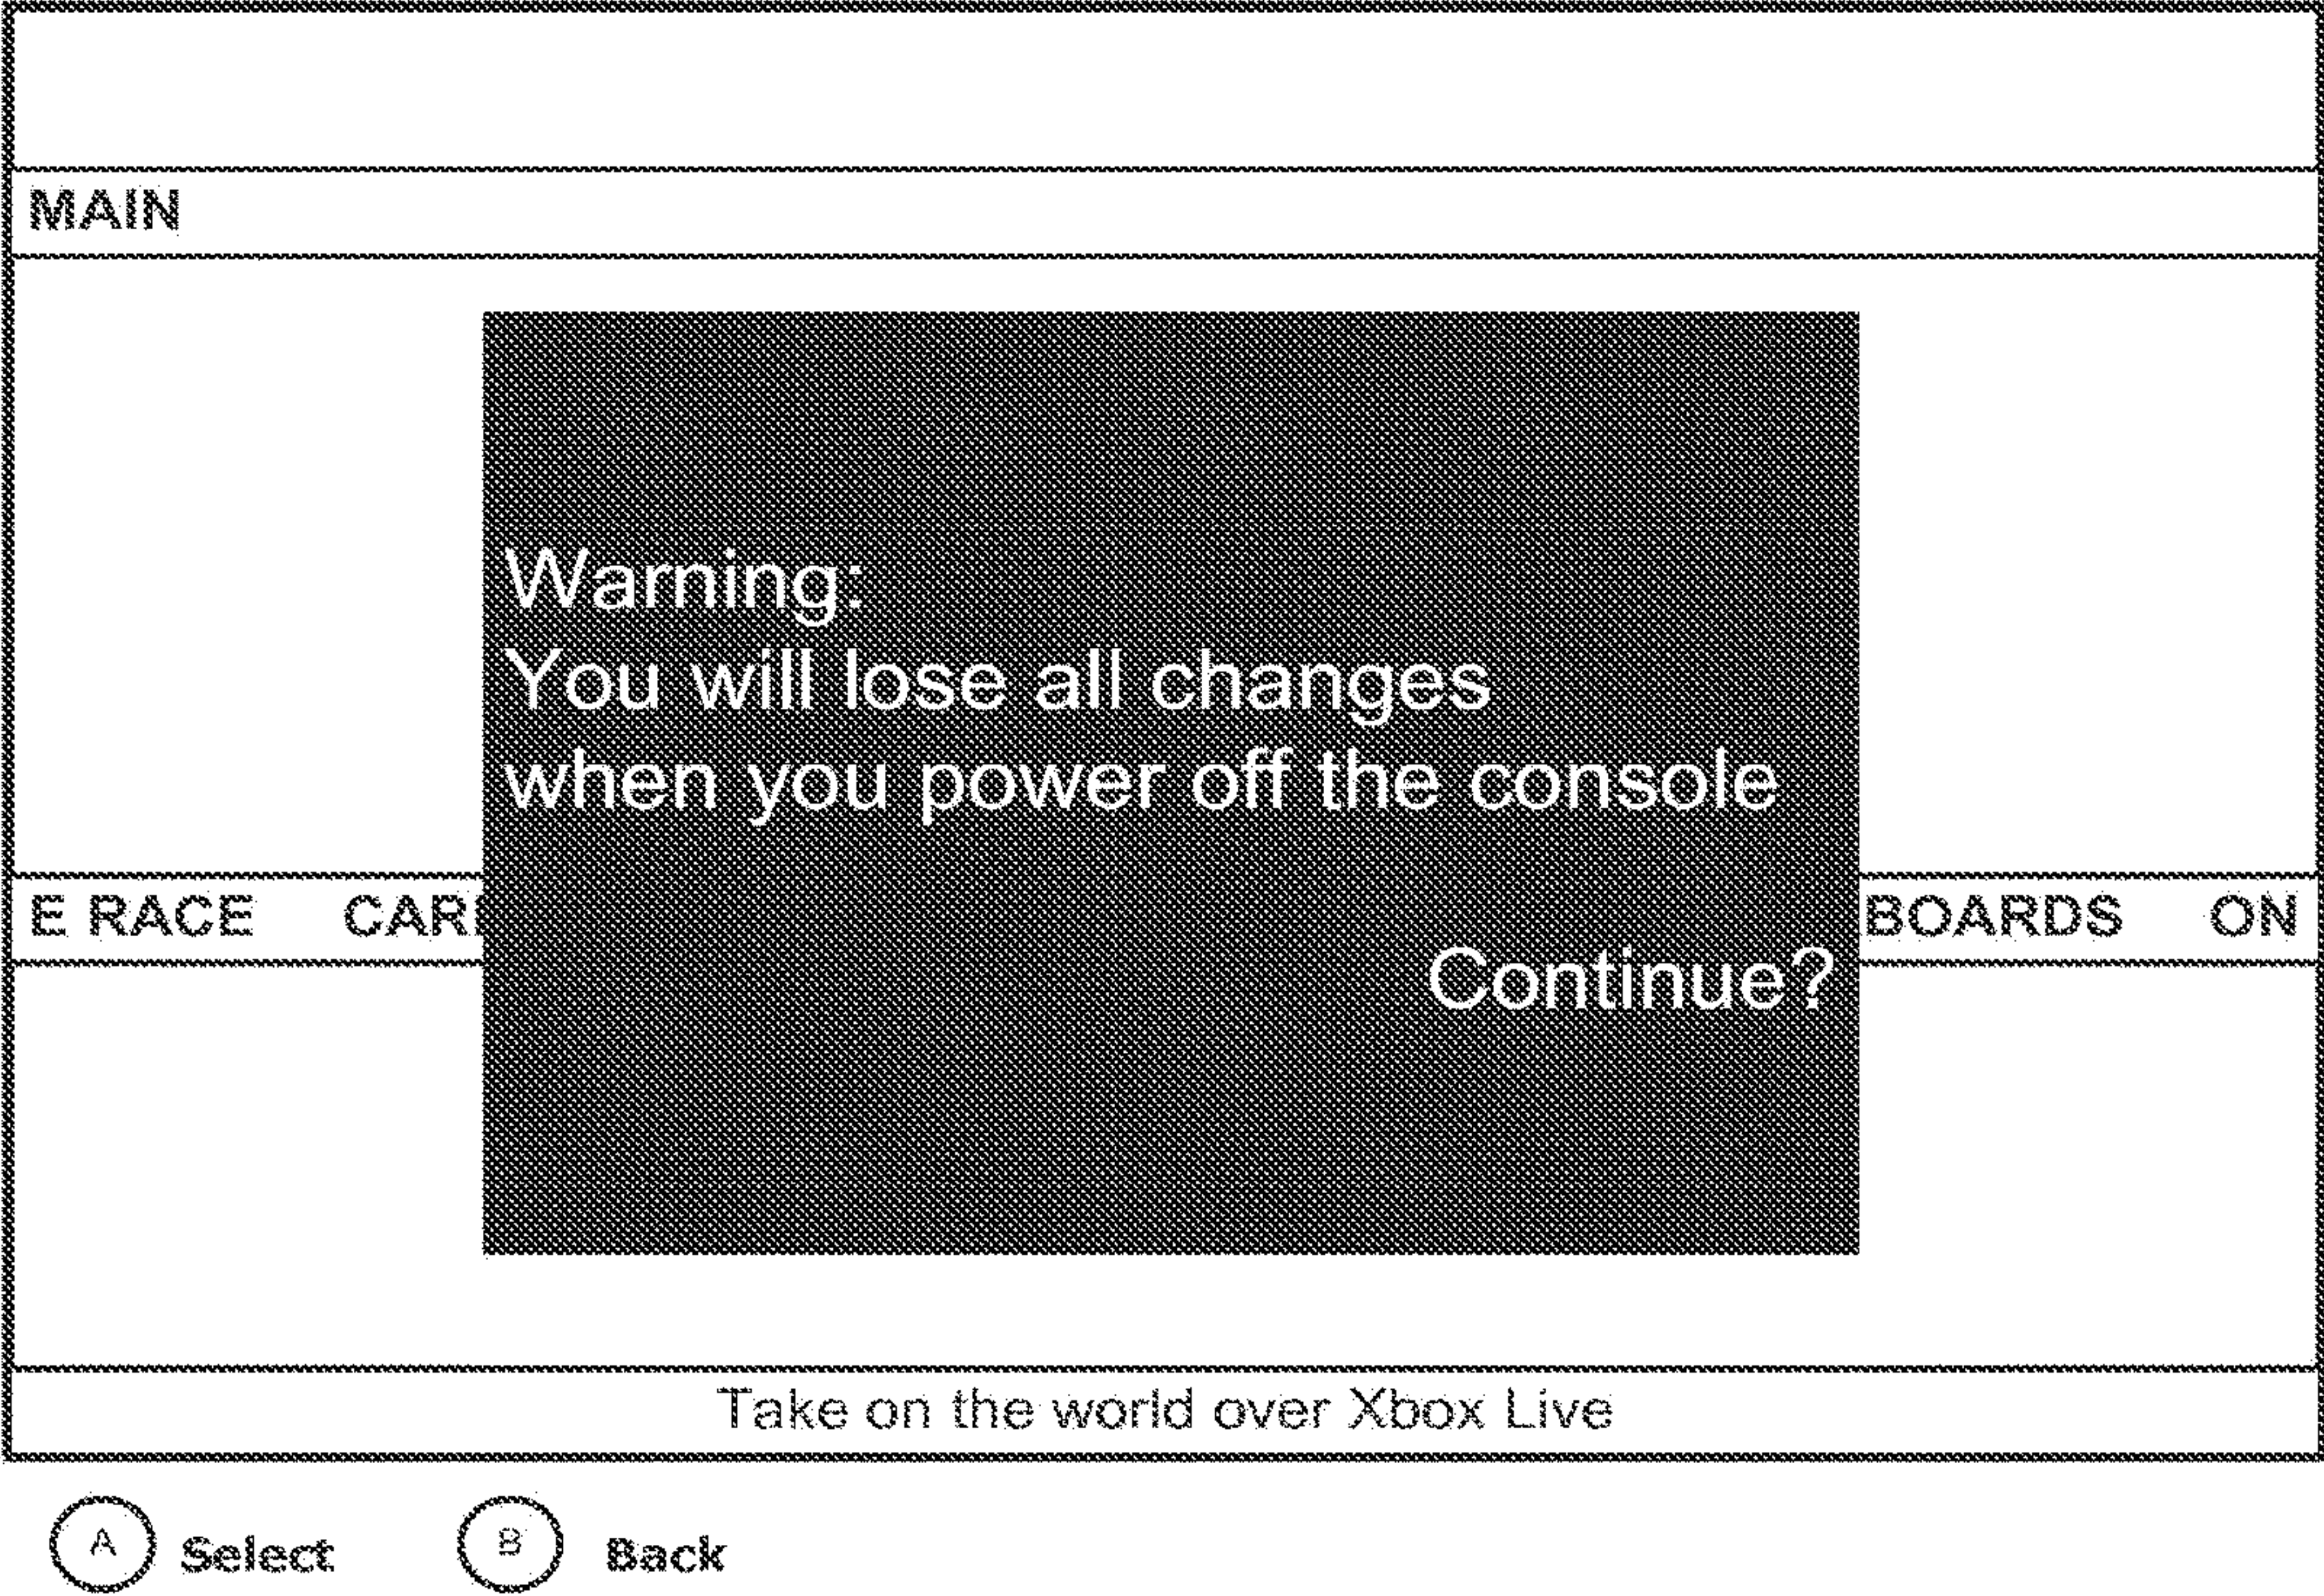 MAIN
Warning:
You will lose all changes
when you power off the console
E RACE CAR BOARDS ON
Continue?
Take on the world over Xbox Live
A Select B Back